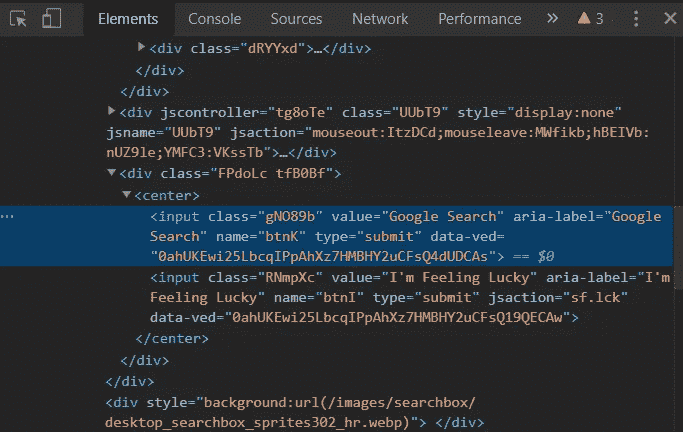 Elements Console Sources Network Performance » 3
<div class="dRYYxd">…</div>
</div>
</div>
<div jscontroller="tg8oTe" class="UUbT9" style="display:none"
jsname="UUbT9" jsaction="mouseout:ItzDCd;mouseleave:MWfikb;hBEIVb:
nUZ9le;YMFC3:VKssTb">…</div>
<div class="FPdoLc tfB0Bf">
<center>
… <input class="gNO89b" value="Google Search" aria-label="Google
Search" name="btnK" type="submit" data-ved=
"0ahUKEwi25LbcqIPpAhXz7HMBHY2uCFsQ4dUDCAs"> == $0
<input class="RNmpXc" value="I'm Feeling Lucky" aria-label="I'm
Feeling Lucky" name="btnI" type="submit" jsaction="sf.lck"
data-ved="0ahUKEwi25LbcqIPpAhXz7HMBHY2uCFsQ19QECAw">
</center>
</div>
</div>
<div style="background:url(/images/searchbox/
desktop_searchbox_sprites302_hr.webp)"> </div>